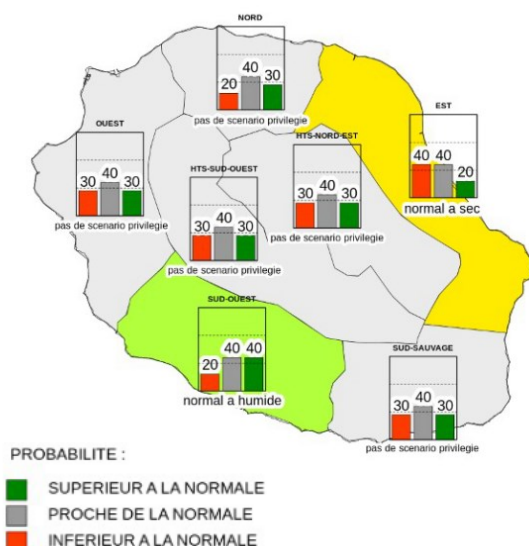 NORD
20 40 30
pas de scenario privilegie
EST
40 40 20
normal a sec
OUEST
30 40 30
pas de scenario privilegie
HTS-NORD-EST
30 40 30
pas de scenario privilegie
HTS-SUD-OUEST
30 40 30
pas de scenario privilegie
SUD-OUEST
20 40 40
normal a humide
SUD-SAUVAGE
30 40 30
pas de scenario privilegie
PROBABILITE :
SUPERIEUR A LA NORMALE
PROCHE DE LA NORMALE
INFERIEUR A LA NORMALE